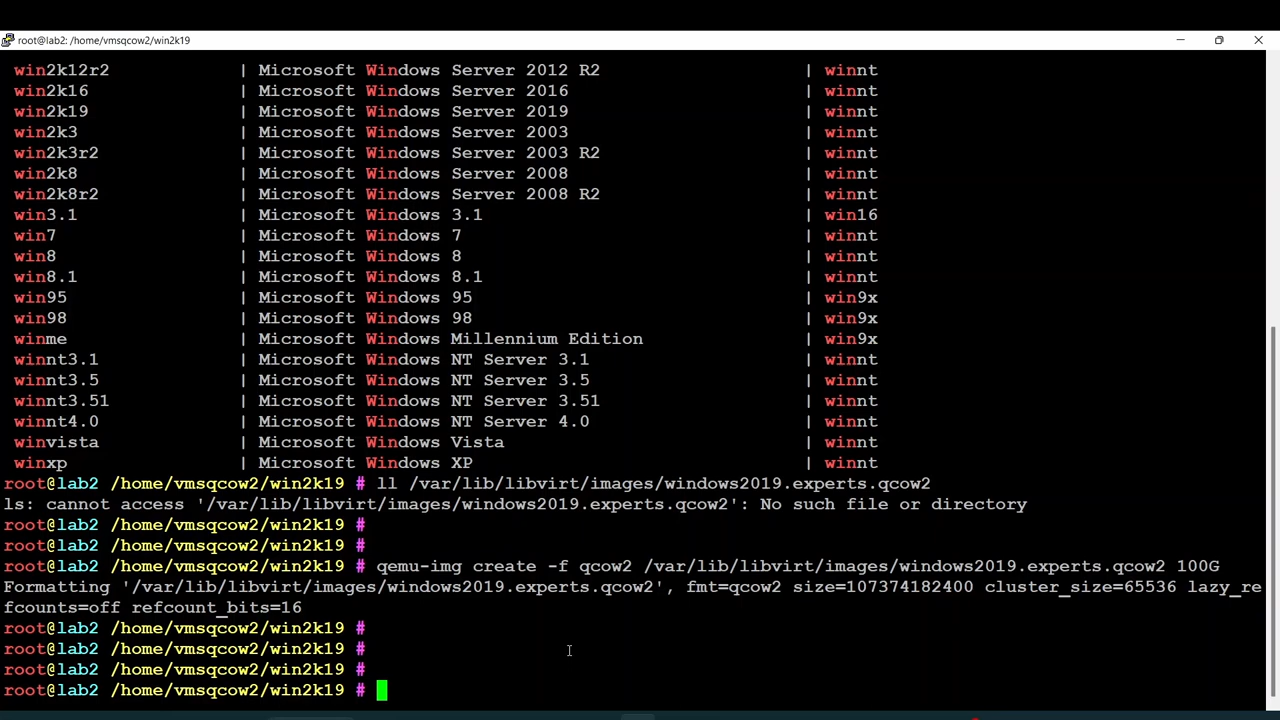 root@lab2: /home/vmsqcow2/win2k19
win2k12r2 | Microsoft Windows Server 2012 R2 | winnt
win2k16 | Microsoft Windows Server 2016 | winnt
win2k19 | Microsoft Windows Server 2019 | winnt
win2k3 | Microsoft Windows Server 2003 | winnt
win2k3r2 | Microsoft Windows Server 2003 R2 | winnt
win2k8 | Microsoft Windows Server 2008 | winnt
win2k8r2 | Microsoft Windows Server 2008 R2 | winnt
win3.1 | Microsoft Windows 3.1 | win16
win7 | Microsoft Windows 7 | winnt
win8 | Microsoft Windows 8 | winnt
win8.1 | Microsoft Windows 8.1 | winnt
win95 | Microsoft Windows 95 | win9x
win98 | Microsoft Windows 98 | win9x
winme | Microsoft Windows Millennium Edition | win9x
winnt3.1 | Microsoft Windows NT Server 3.1 | winnt
winnt3.5 | Microsoft Windows NT Server 3.5 | winnt
winnt3.51 | Microsoft Windows NT Server 3.51 | winnt
winnt4.0 | Microsoft Windows NT Server 4.0 | winnt
winvista | Microsoft Windows Vista | winnt
winxp | Microsoft Windows XP | winnt
root@lab2 /home/vmsqcow2/win2k19 # ll /var/lib/libvirt/images/windows2019.experts.qcow2
ls: cannot access '/var/lib/libvirt/images/windows2019.experts.qcow2': No such file or directory
root@lab2 /home/vmsqcow2/win2k19 #
root@lab2 /home/vmsqcow2/win2k19 #
root@lab2 /home/vmsqcow2/win2k19 # qemu-img create -f qcow2 /var/lib/libvirt/images/windows2019.experts.qcow2 100G
Formatting '/var/lib/libvirt/images/windows2019.experts.qcow2', fmt=qcow2 size=107374182400 cluster_size=65536 lazy_re
fcounts=off refcount_bits=16
root@lab2 /home/vmsqcow2/win2k19 #
root@lab2 /home/vmsqcow2/win2k19 #
root@lab2 /home/vmsqcow2/win2k19 #
root@lab2 /home/vmsqcow2/win2k19 #